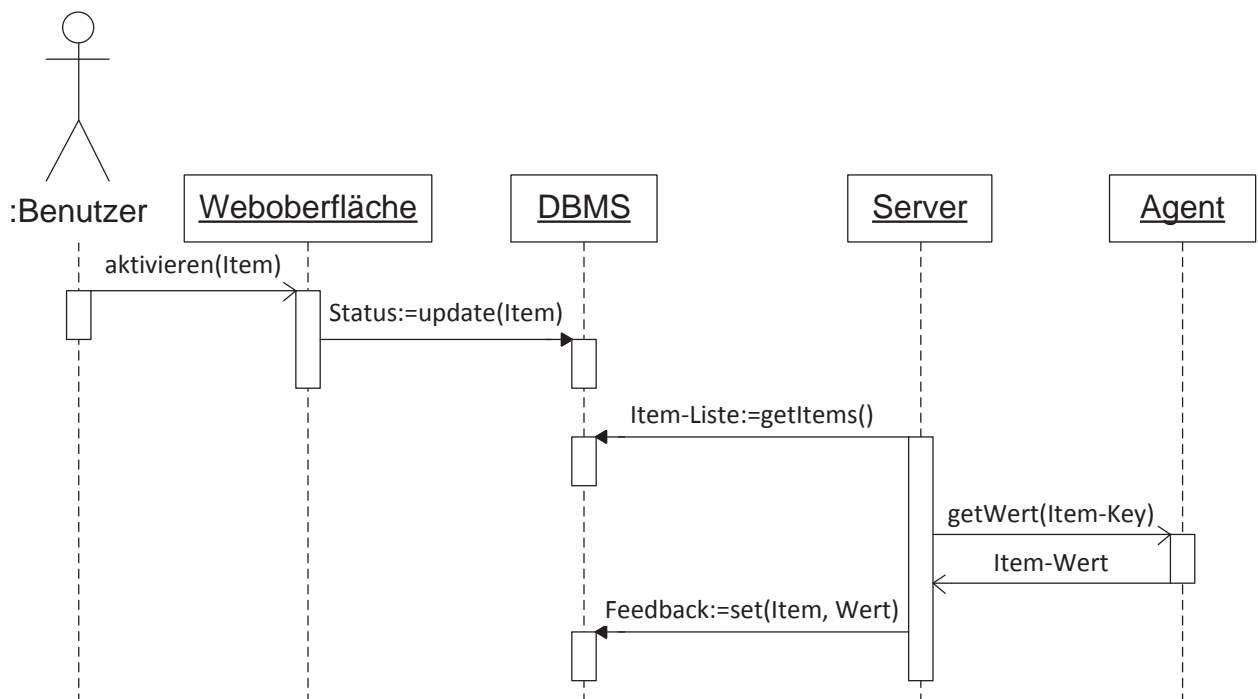 :Benutzer
Weboberfläche
DBMS
Server
Agent
aktivieren(Item)
Status:=update(Item)
Item-Liste:=getItems()
getWert(Item-Key)
Item-Wert
Feedback:=set(Item, Wert)